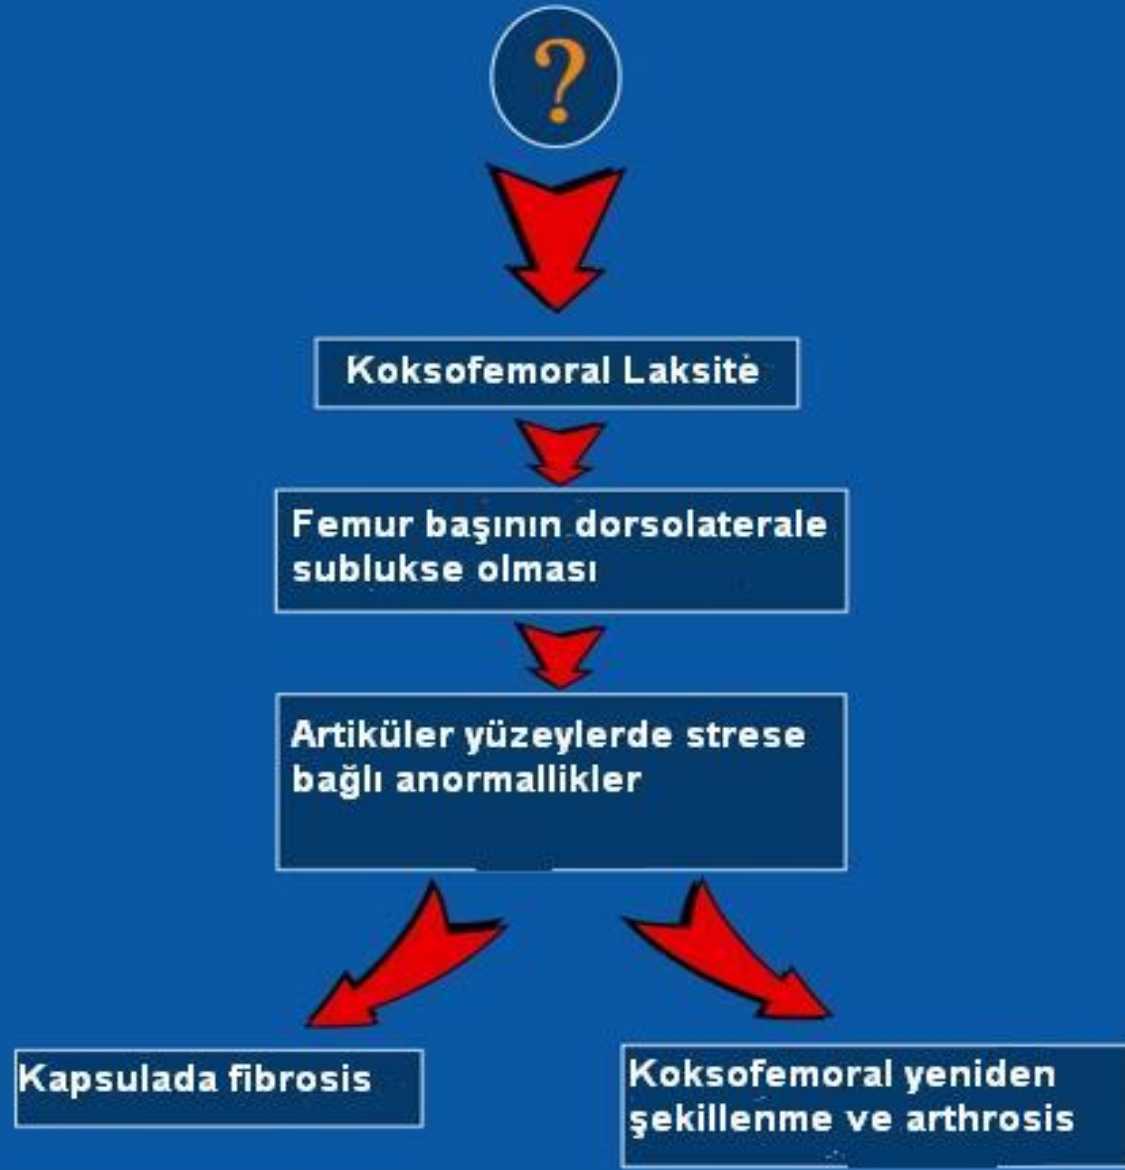 ?
Koksofemoral Laksite
Femur başının dorsolaterale
sublukse olması
Artiküler yüzeylerde strese
bağlı anormallikler
Kapsulada fibrosis
Koksofemoral yeniden
şekillenme ve arthrosis